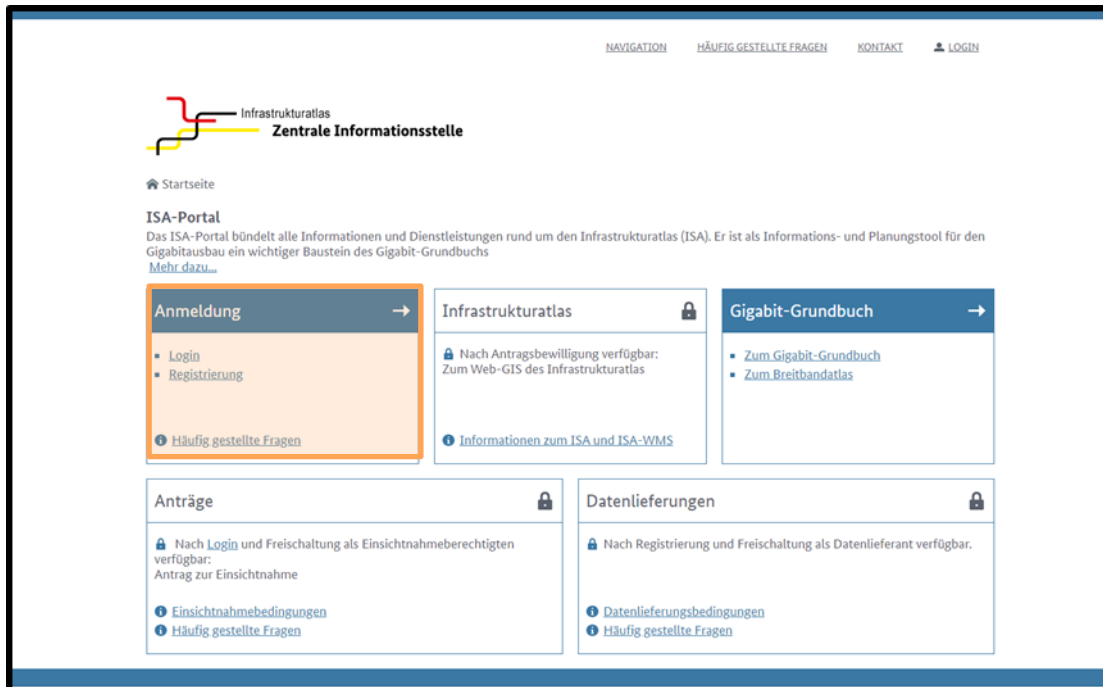 NAVIGATION HÄUFIG GESTELLTE FRAGEN KONTAKT LOGIN
Infrastrukturatlas
Zentrale Informationsstelle
Startseite
ISA-Portal
Das ISA-Portal bündelt alle Informationen und Dienstleistungen rund um den Infrastrukturatlas (ISA). Er ist als Informations- und Planungstool für den
Gigabitausbau ein wichtiger Baustein des Gigabit-Grundbuchs
Mehr dazu...
Anmeldung
Login
Registrierung
Häufig gestellte Fragen
Infrastrukturatlas
Nach Antragsbewilligung verfügbar:
Zum Web-GIS des Infrastrukturatlas
Informationen zum ISA und ISA-WMS
Gigabit-Grundbuch
Zum Gigabit-Grundbuch
Zum Breitbandatlas
Anträge
Nach Login und Freischaltung als Einsichtnahmeberechtigten
verfügbar:
Antrag zur Einsichtnahme
Einsichtnahmebedingungen
Häufig gestellte Fragen
Datenlieferungen
Nach Registrierung und Freischaltung als Datenlieferant verfügbar.
Datenlieferungsbedingungen
Häufig gestellte Fragen